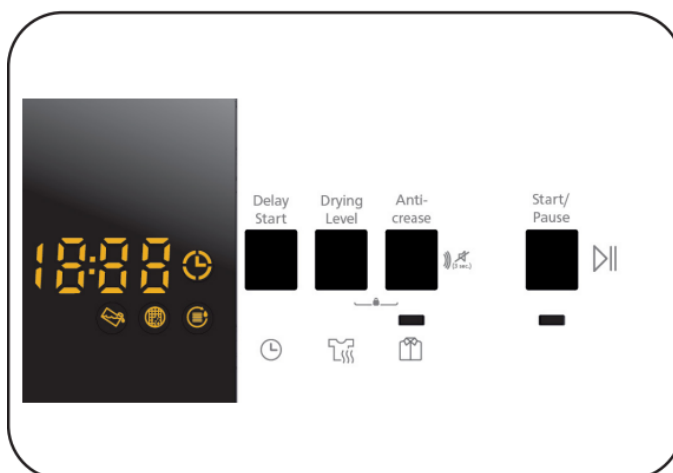 Delay
Start
Drying
Level
Anti-
crease
Start/
Pause
18:88
(3 sec.)